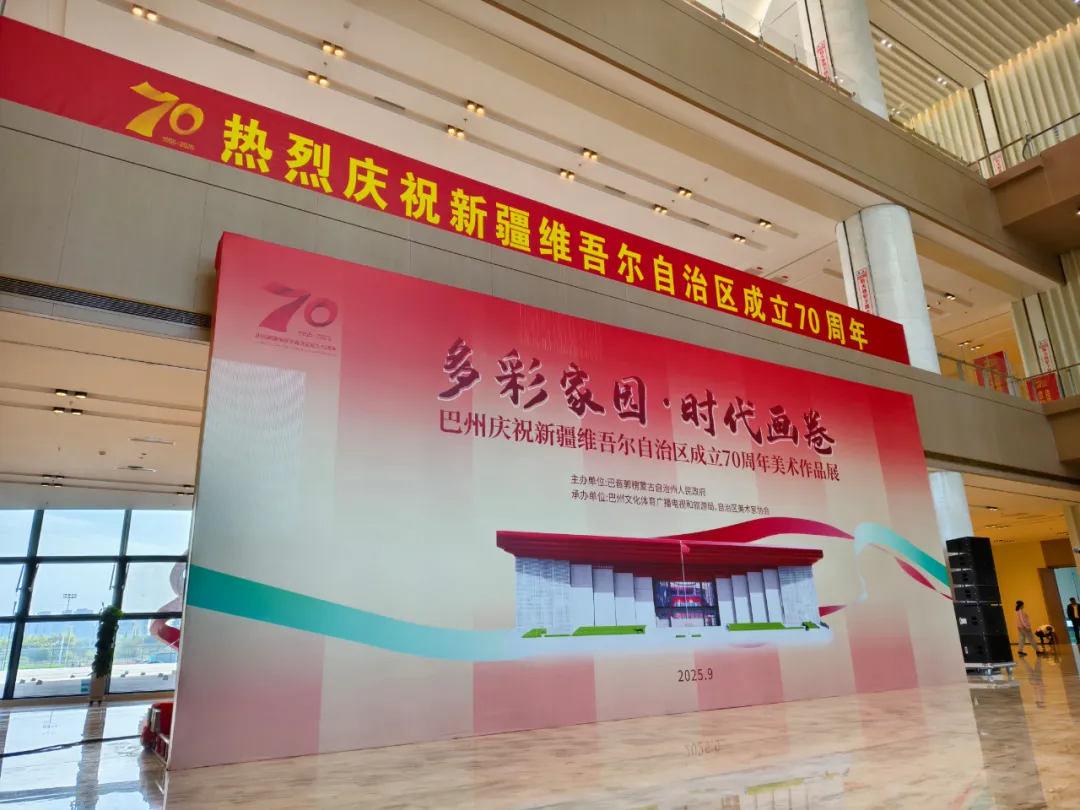 70
1955-2025
热烈庆祝新疆维吾尔自治区成立70周年
70
1955-2025
多彩家园·时代画卷
巴州庆祝新疆维吾尔自治区成立70周年美术作品展
主办单位:巴音郭楞蒙古自治州人民政府
承办单位:巴州文化体育广播电视和旅游局、自治区美术家协会
2025.9